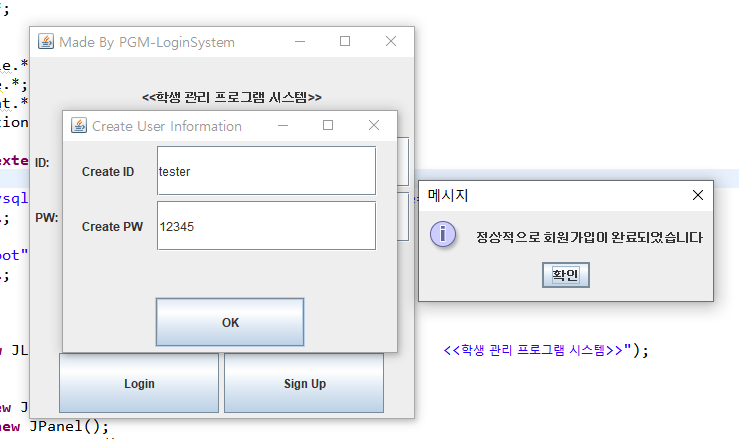 ";
Made By PGM-LoginSystem
le.*
e.*;
nt.*
tion
<<학생 관리 프로그램 시스템>>
Create User Information
exte
ID:
Create ID
tester
ysql
PW:
Create PW
12345
oot"
메시지
정상적으로 회원가입이 완료되었습니다
확인
OK
w JL
<<학생 관리 프로그램 시스템>>");
Login
Sign Up
ew J
new JPanel();